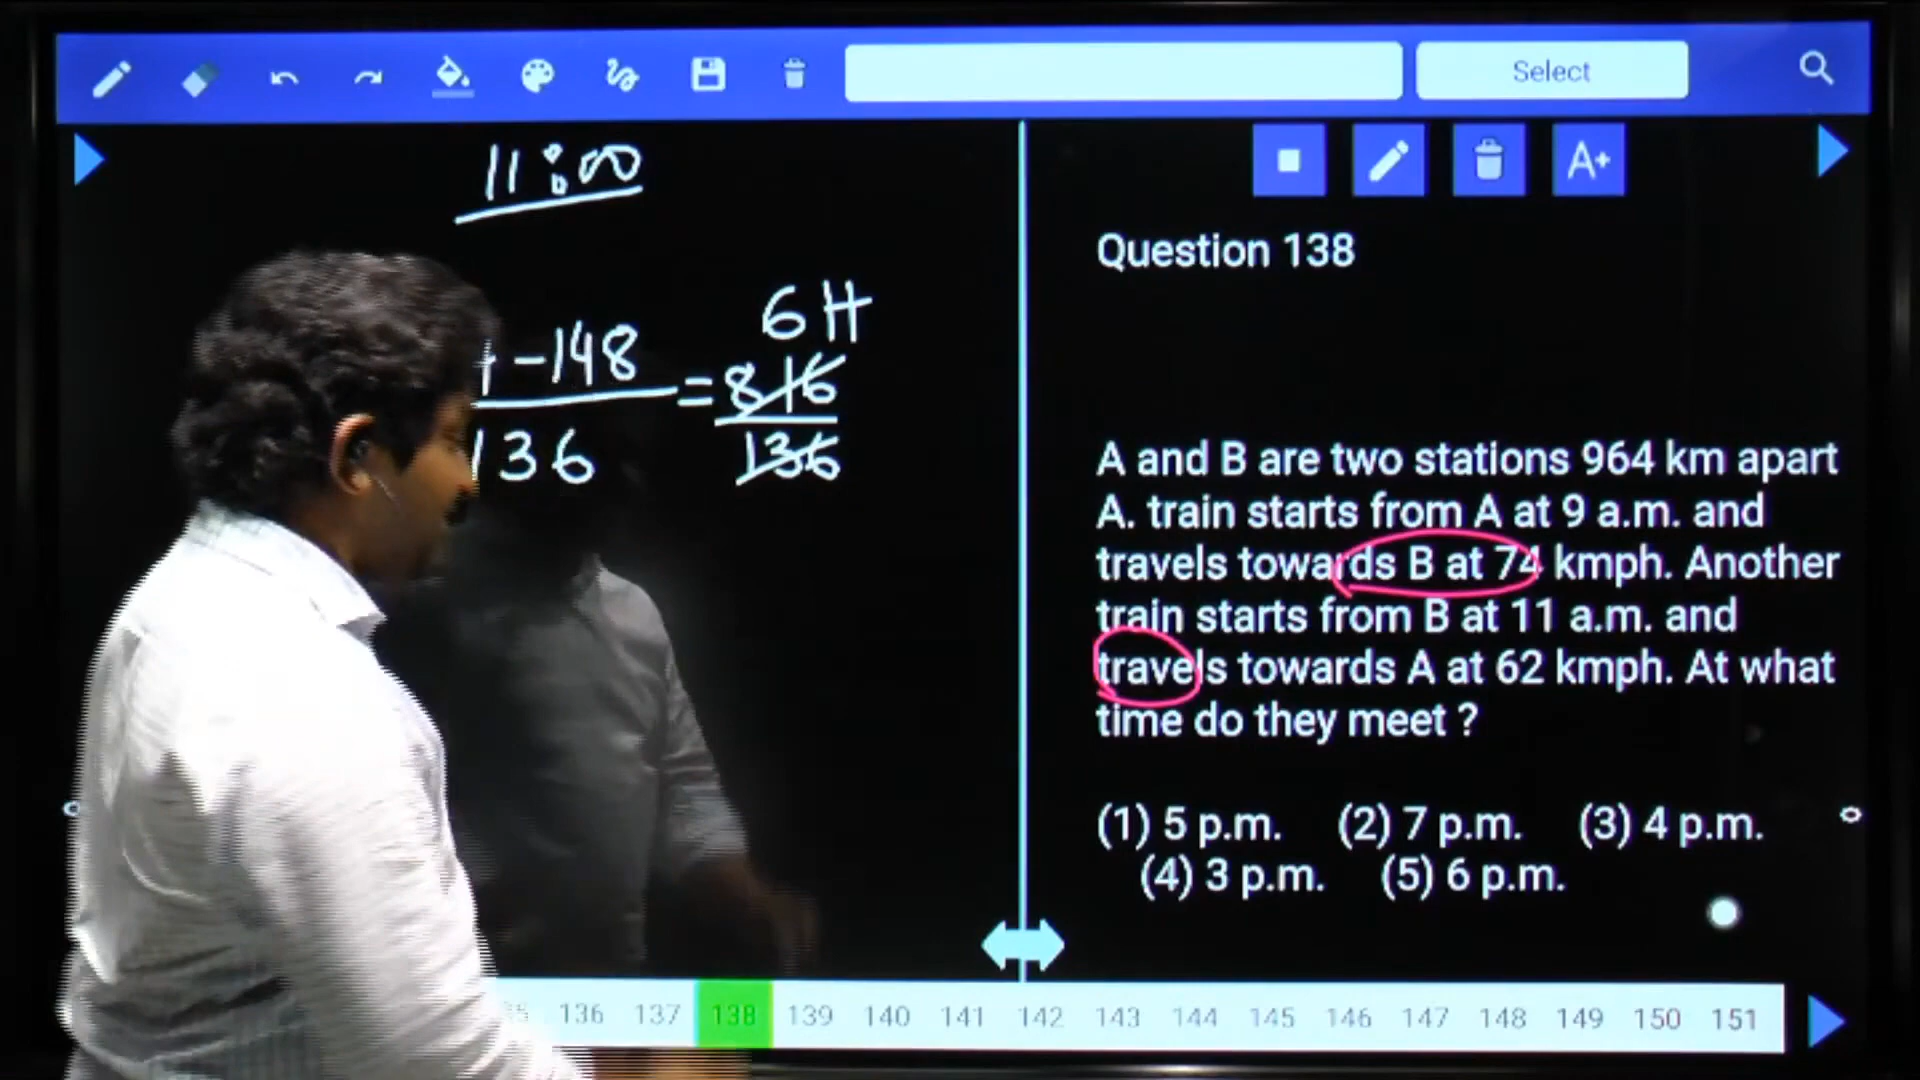 Select
11:00
A+
Question 138
6H
-148 = 816
136 136
A and B are two stations 964 km apart
A. train starts from A at 9 a.m. and
travels towards B at 74 kmph. Another
train starts from B at 11 a.m. and
travels towards A at 62 kmph. At what
time do they meet ?
(1) 5 p.m. (2) 7 p.m. (3) 4 p.m.
(4) 3 p.m. (5) 6 p.m.
136 137 138 139 140 141 142 143 144 145 146 147 148 149 150 151